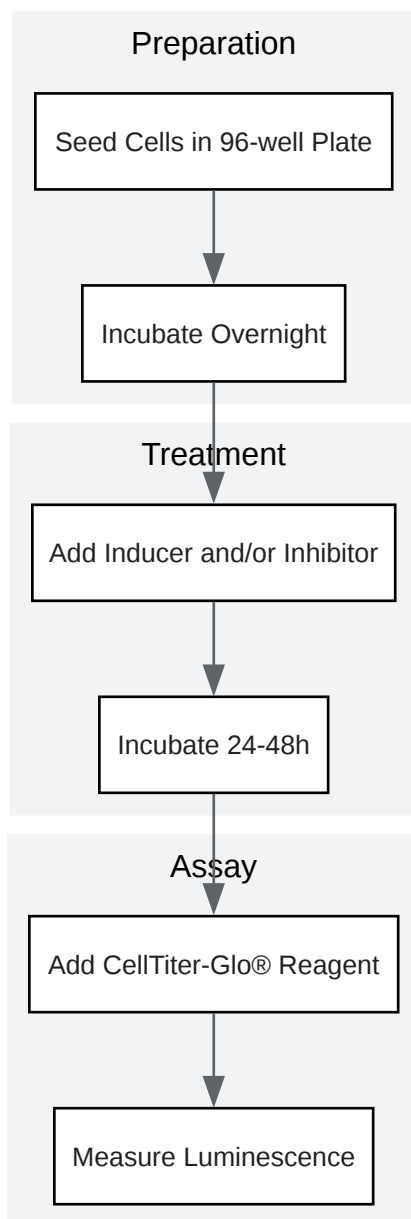 Preparation
Seed Cells in 96-well Plate
Incubate Overnight
Treatment
Add Inducer and/or Inhibitor
Incubate 24-48h
Assay
Add CellTiter-Glo® Reagent
Measure Luminescence